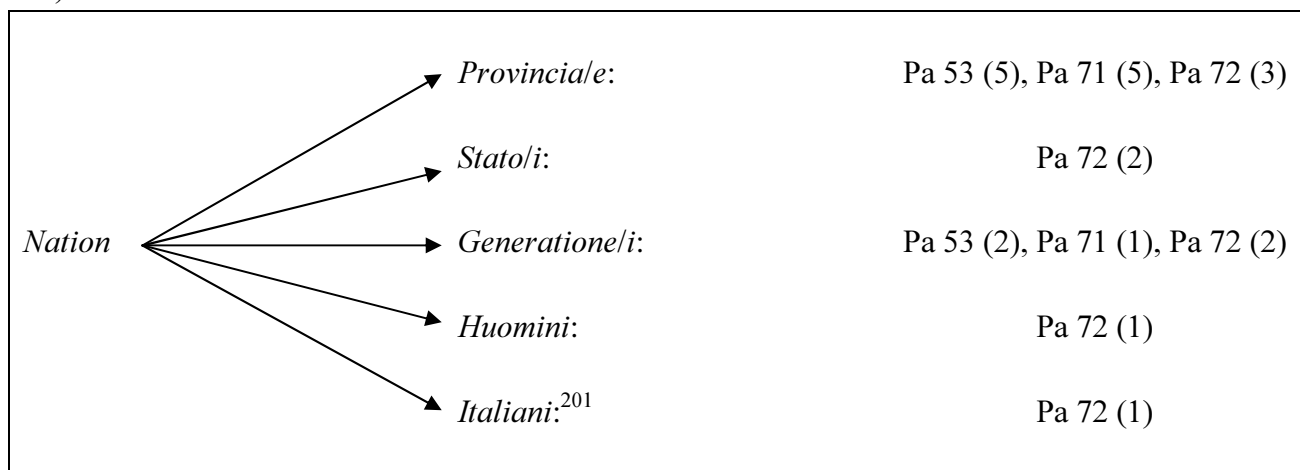 Provincia/e: Pa 53 (5), Pa 71 (5), Pa 72 (3)
Stato/i: Pa 72 (2)
Nation Generatione/i: Pa 53 (2), Pa 71 (1), Pa 72 (2)
Huomini: Pa 72 (1)
Italiani:201 Pa 72 (1)